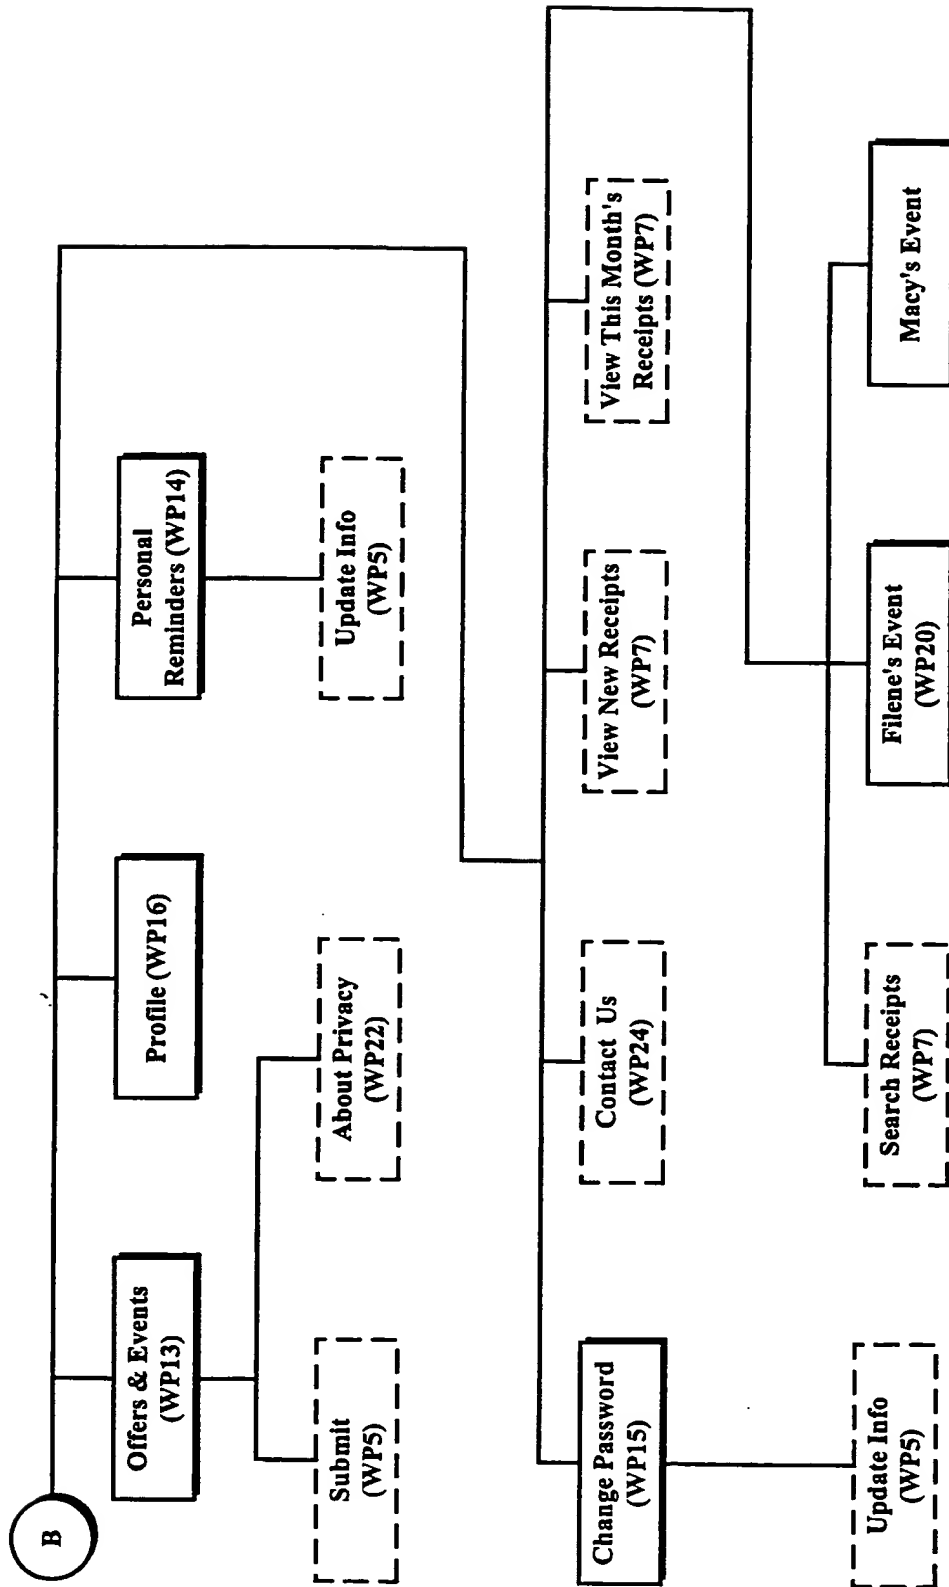 B
Offers & Events
(WP13)
Profile (WP16)
Personal
Reminders (WP14)
Submit
(WP5)
About Privacy
(WP22)
Update Info
(WP5)
Change Password
(WP15)
Contact Us
(WP24)
View New Receipts
(WP7)
View This Month's
Receipts (WP7)
Update Info
(WP5)
Search Receipts
(WP7)
Filene's Event
(WP20)
Macy's Event